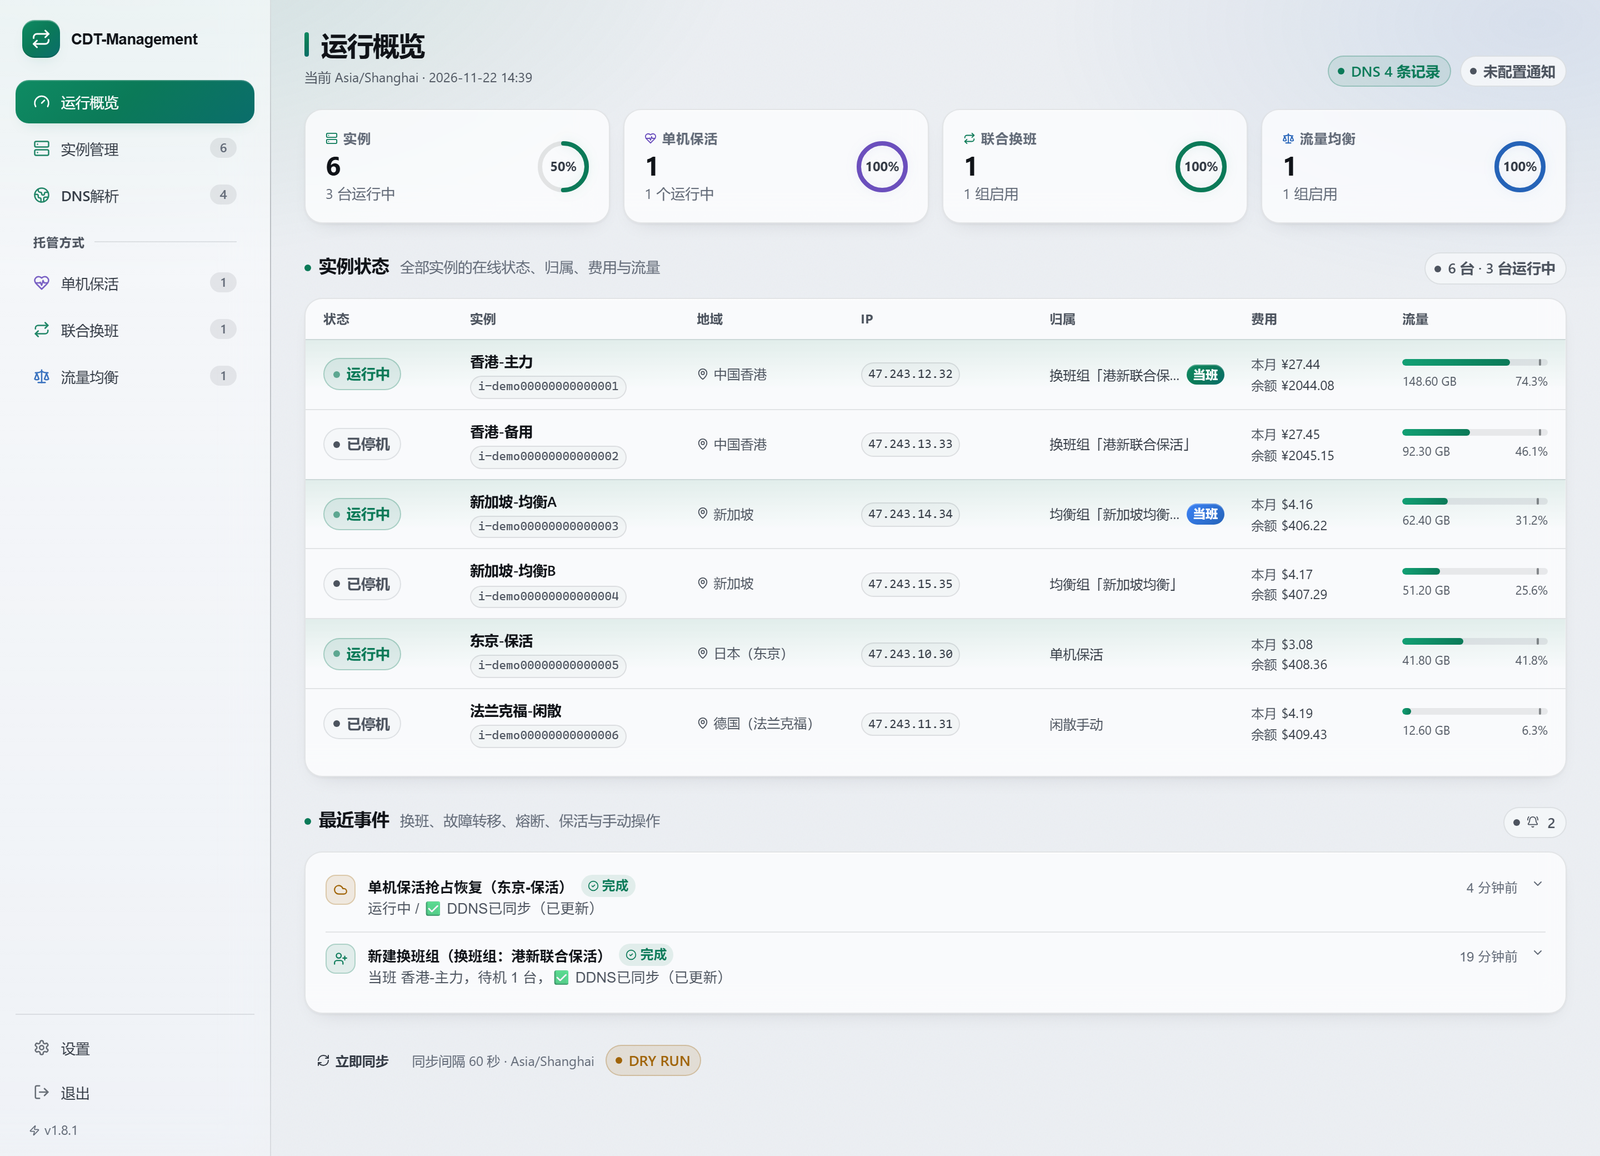 CDT-Management
运行概览
实例管理 6
DNS解析 4
托管方式
单机保活 1
联合换班 1
流量均衡 1
设置
退出
v1.8.1
运行概览
当前 Asia/Shanghai · 2026-11-22 14:39
DNS 4 条记录
未配置通知
实例
6
3 台运行中
50%
单机保活
1
1 个运行中
100%
联合换班
1
1 组启用
100%
流量均衡
1
1 组启用
100%
实例状态 全部实例的在线状态、归属、费用与流量
6 台 · 3 台运行中
状态 实例 地域 IP 归属 费用 流量
运行中
香港-主力
i-demo00000000000001
中国香港
47.243.12.32
换班组「港新联合保... 当班
本月 ¥27.44
余额 ¥2044.08
148.60 GB 74.3%
已停机
香港-备用
i-demo00000000000002
中国香港
47.243.13.33
换班组「港新联合保活」
本月 ¥27.45
余额 ¥2045.15
92.30 GB 46.1%
运行中
新加坡-均衡A
i-demo00000000000003
新加坡
47.243.14.34
均衡组「新加坡均衡... 当班
本月 $4.16
余额 $406.22
62.40 GB 31.2%
已停机
新加坡-均衡B
i-demo00000000000004
新加坡
47.243.15.35
均衡组「新加坡均衡」
本月 $4.17
余额 $407.29
51.20 GB 25.6%
运行中
东京-保活
i-demo00000000000005
日本（东京）
47.243.10.30
单机保活
本月 $3.08
余额 $408.36
41.80 GB 41.8%
已停机
法兰克福-闲散
i-demo00000000000006
德国（法兰克福）
47.243.11.31
闲散手动
本月 $4.19
余额 $409.43
12.60 GB 6.3%
最近事件 换班、故障转移、熔断、保活与手动操作
2
单机保活抢占恢复（东京-保活） 完成
4 分钟前
运行中 / ✅ DDNS已同步（已更新）
新建换班组（换班组：港新联合保活） 完成
19 分钟前
当班 香港-主力，待机 1 台，✅ DDNS已同步（已更新）
立即同步 同步间隔 60 秒 · Asia/Shanghai DRY RUN